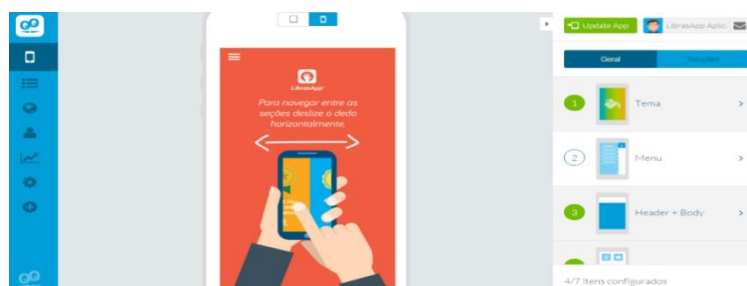 LibrasApp
Para navegar entre as
seções deslize o dedo
horizontalmente.
Update App
LibrasApp Aplic
Geral
1
Tema
2
Menu
3
Header + Body
4/7 itens configurados